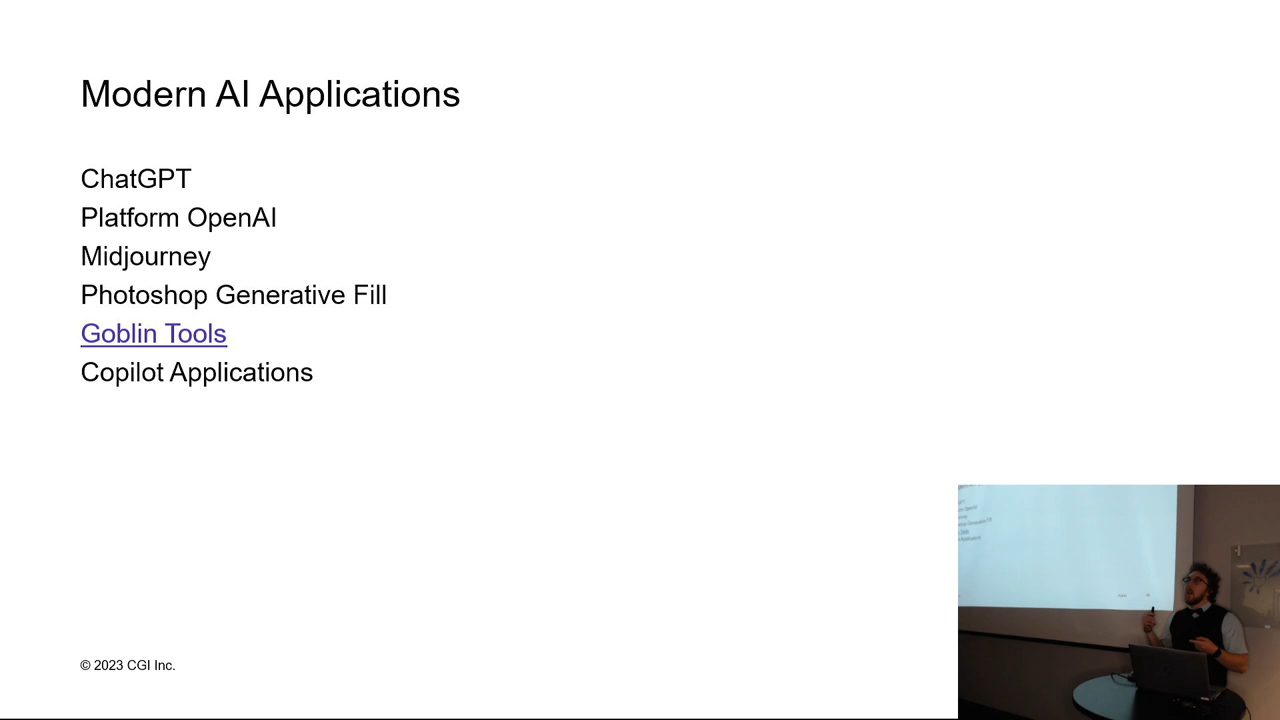 Modern AI Applications
ChatGPT
Platform OpenAI
Midjourney
Photoshop Generative Fill
Goblin Tools
Copilot Applications
© 2023 CGI Inc.